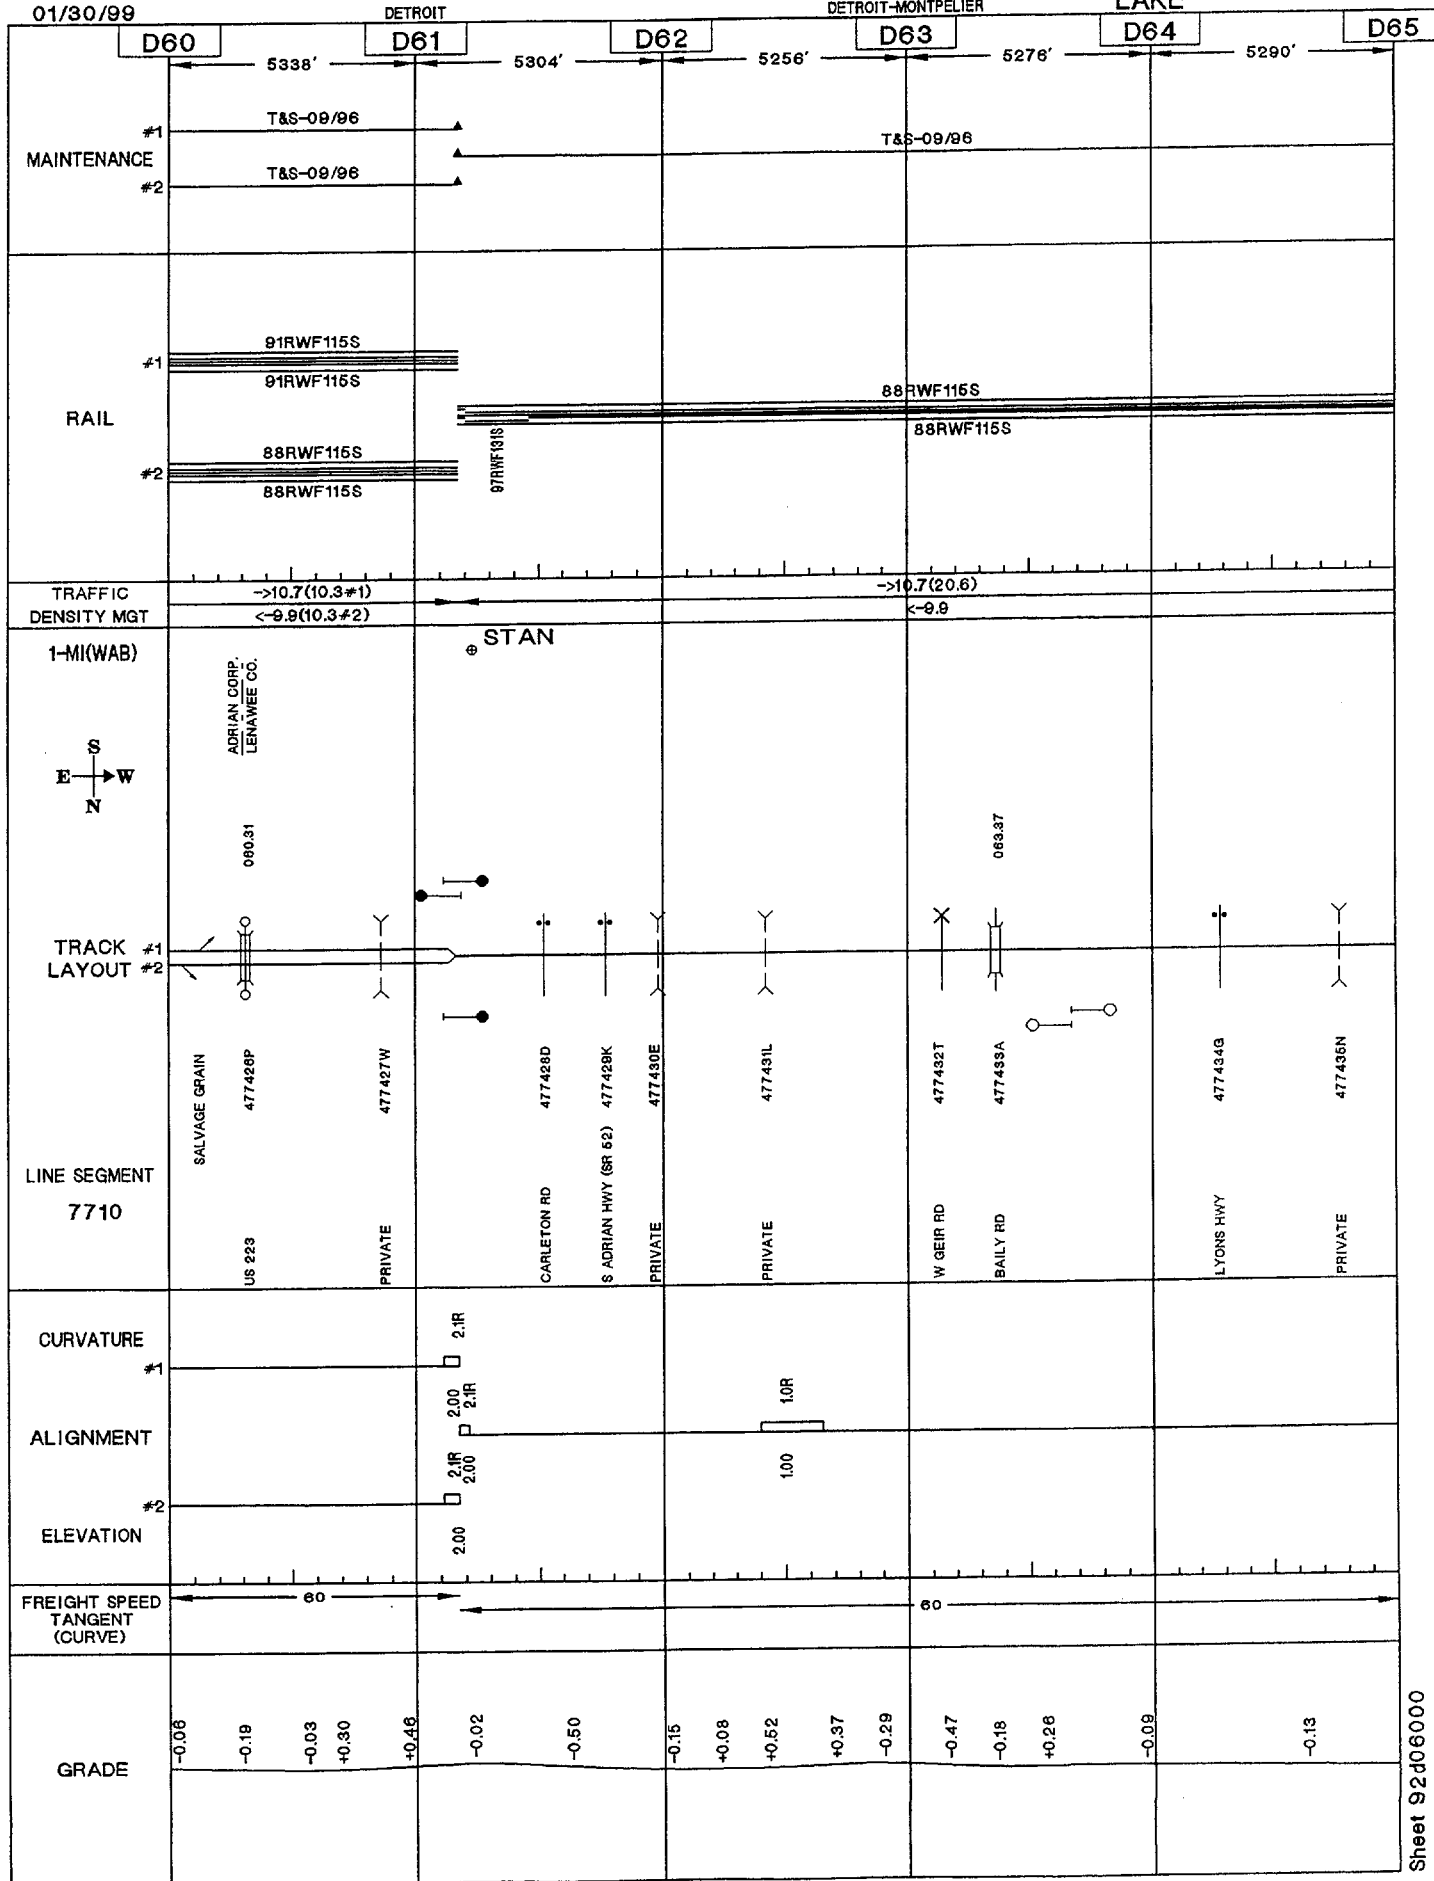 01/30/99
DETROIT
DETROIT-MONTPELIER
LAKE
D60
D61
D62
D63
D64
D65
5338'
5304'
5256'
5276'
5290'
MAINTENANCE
#1
T&S-09/96
T&S-09/96
#2
T&S-09/96
RAIL
#1
91RWF115S
91RWF115S
88RWF115S
88RWF115S
97RWF131S
#2
88RWF115S
88RWF115S
TRAFFIC
DENSITY MGT
->10.7(10.3#1)
<-9.9(10.3#2)
->10.7(20.6)
<-9.9
1-MI(WAB)
ADRIAN CORP.
LENAWEE CO.
STAN
S
E
W
N
060.31
063.37
TRACK #1
LAYOUT #2
SALVAGE GRAIN
US 223 477426P
PRIVATE 477427W
CARLETON RD 477428D
S ADRIAN HWY (SR 52) 477429K
PRIVATE 477430E
PRIVATE 477431L
W GEIR RD 477432T
BAILY RD 477433A
LYONS HWY 477434G
PRIVATE 477435N
LINE SEGMENT
7710
CURVATURE
#1
2.1R
2.00
ALIGNMENT
2.1R
2.00
1.0R
1.00
#2
2.1R
2.00
ELEVATION
FREIGHT SPEED
TANGENT
(CURVE)
60
60
GRADE
-0.06
-0.19
-0.03
+0.30
+0.46
-0.02
-0.50
-0.15
+0.08
+0.52
+0.37
-0.29
-0.47
-0.18
+0.26
-0.09
-0.13
Sheet 92d06000